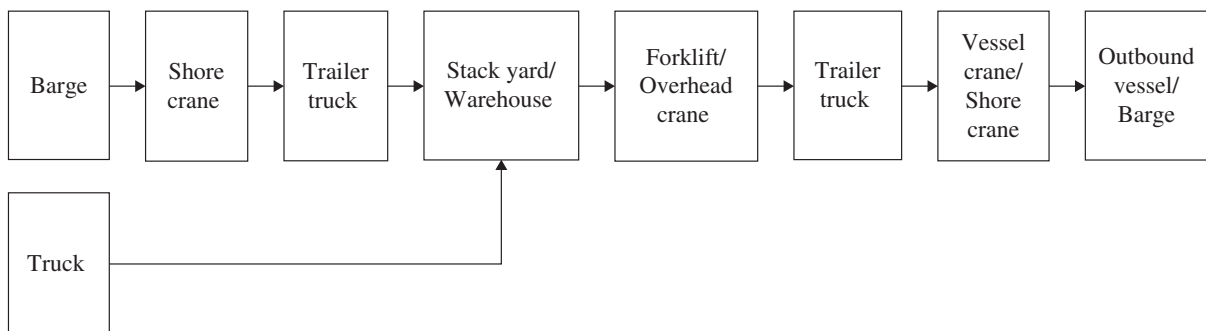 Barge
Shore
crane
Trailer
truck
Stack yard/
Warehouse
Forklift/
Overhead
crane
Trailer
truck
Vessel
crane/
Shore
crane
Outbound
vessel/
Barge
Truck